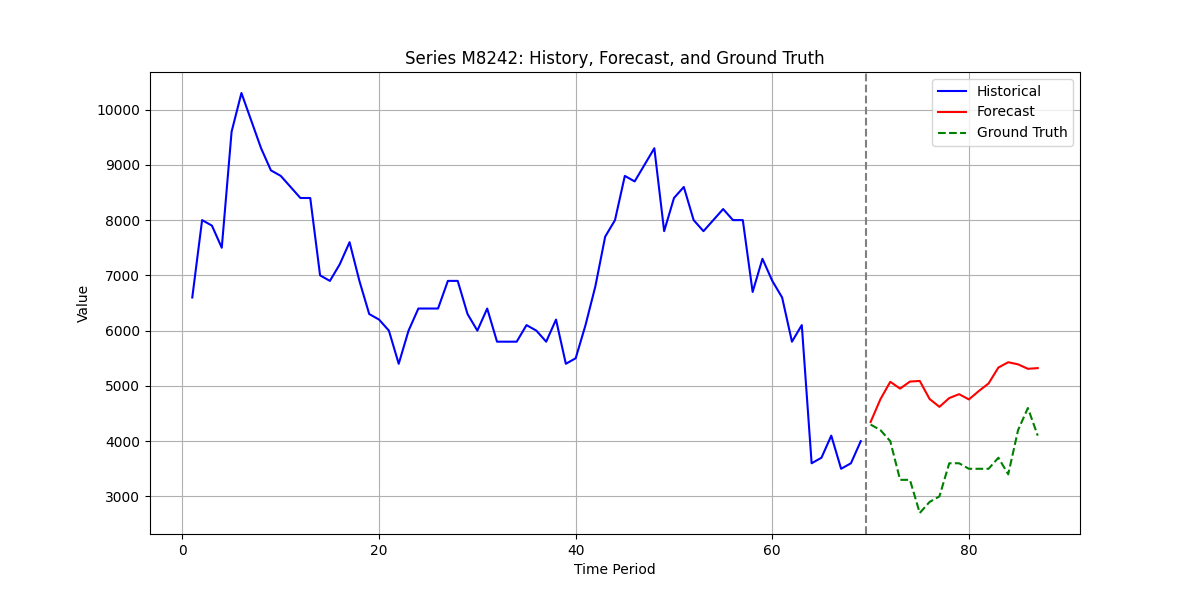 Series M8242: History, Forecast, and Ground Truth
Historical
Forecast
Ground Truth
Value
10000
9000
8000
7000
6000
5000
4000
3000
0 20 40 60 80
Time Period